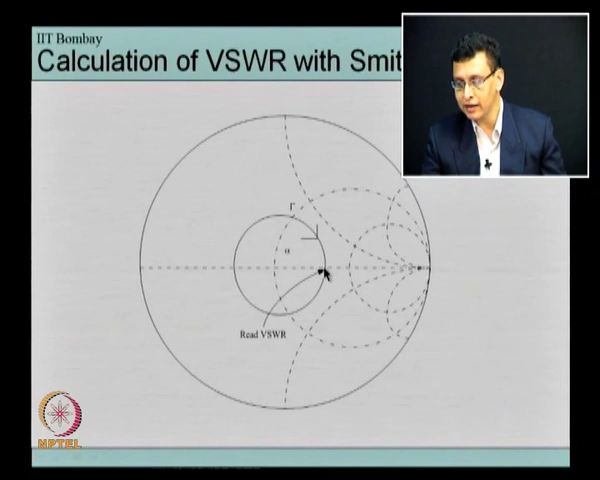 IIT Bombay
Calculation of VSWR with Smit
Γ
α
Read VSWR
NPTEL